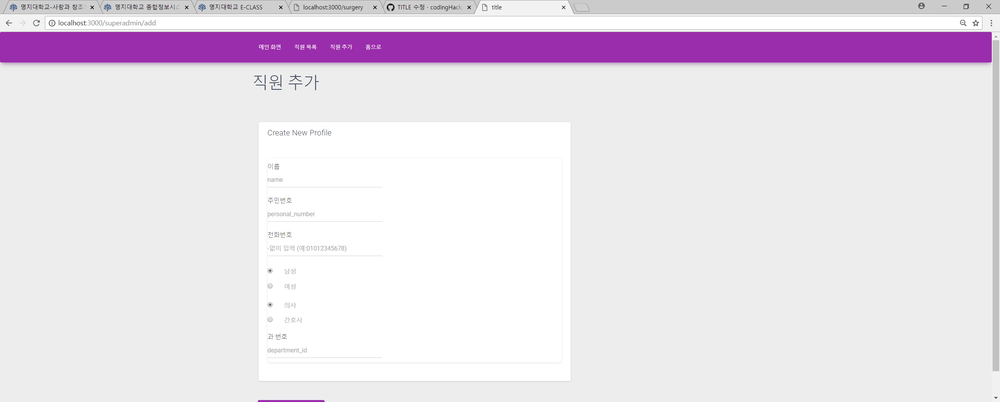 명지대학교-사랑과 창조의
명지대학교 종합정보시스
명지대학교 E-CLASS
localhost:3000/surgery
TITLE 수정 · codingHack
title
localhost:3000/superadmin/add
메인 화면 직원 목록 직원 추가 홈으로
직원 추가
Create New Profile
이름
name
주민번호
personal_number
전화번호
-없이 입력 (예:01012345678)
남성
여성
의사
간호사
과 번호
department_id